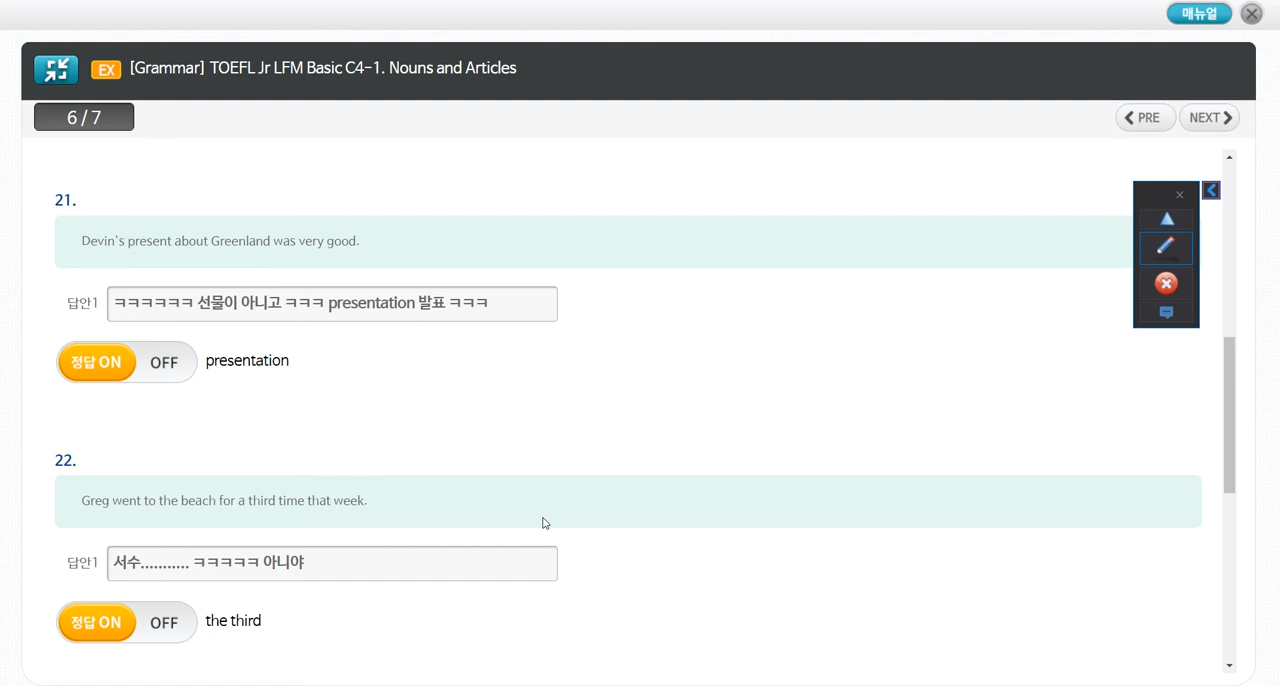 매뉴얼
EX [Grammar] TOEFL Jr LFM Basic C4-1. Nouns and Articles
6 / 7
PRE
NEXT
21.
Devin's present about Greenland was very good.
답안1 ㅋㅋㅋㅋㅋㅋ 선물이 아니고 ㅋㅋㅋ presentation 발표 ㅋㅋㅋ
정답 ON OFF presentation
22.
Greg went to the beach for a third time that week.
답안1 서수........... ㅋㅋㅋㅋㅋ 아니야
정답 ON OFF the third